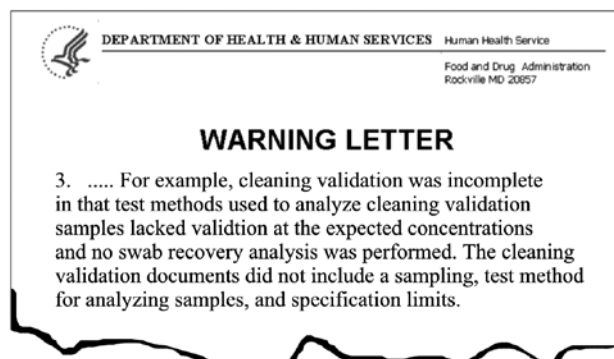 DEPARTMENT OF HEALTH & HUMAN SERVICES Human Health Service
Food and Drug Administration
Rockville MD 20857
WARNING LETTER
3. ..... For example, cleaning validation was incomplete
in that test methods used to analyze cleaning validation
samples lacked validtion at the expected concentrations
and no swab recovery analysis was performed. The cleaning
validation documents did not include a sampling, test method
for analyzing samples, and specification limits.